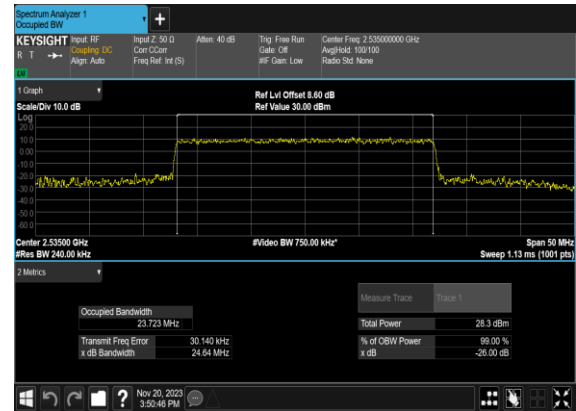 Spectrum Analyzer 1
Occupied BW
+
KEYSIGHT Input: RF Input Z: 50 Ω Atten: 40 dB Trig: Free Run Center Freq: 2.535000000 GHz
R T Coupling: DC Corr CCorr Gate: Off Avg|Hold: 100/100
Align: Auto Freq Ref: Int (S) #IF Gain: Low Radio Std: None
1 Graph
Scale/Div 10.0 dB
Ref Lvl Offset 8.60 dB
Ref Value 30.00 dBm
Log
20.0
10.0
0.00
-10.0
-20.0
-30.0
-40.0
-50.0
-60.0
Center 2.53500 GHz #Video BW 750.00 kHz* Span 50 MHz
#Res BW 240.00 kHz Sweep 1.13 ms (1001 pts)
2 Metrics
Measure Trace Trace 1
Occupied Bandwidth
23.723 MHz
Total Power 28.3 dBm
Transmit Freq Error 30.140 kHz % of OBW Power 99.00 %
x dB Bandwidth 24.64 MHz x dB -26.00 dB
? Nov 20, 2023
3:50:46 PM